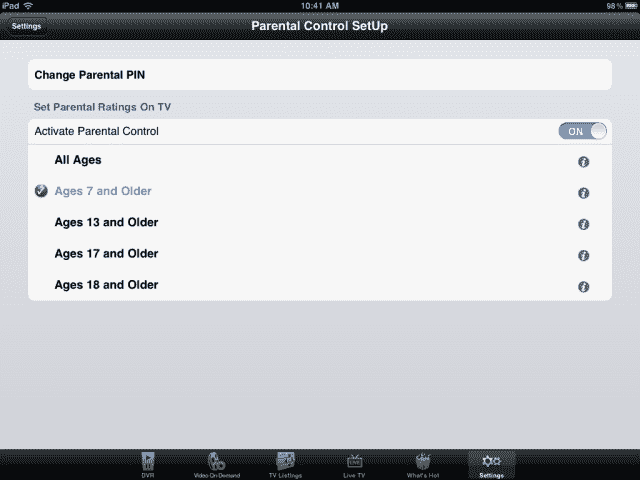 iPad 10:41 AM 98%
Settings Parental Control SetUp
Change Parental PIN
Set Parental Ratings On TV
Activate Parental Control ON
All Ages
Ages 7 and Older
Ages 13 and Older
Ages 17 and Older
Ages 18 and Older
DVR Video On Demand TV Listings Live TV What's Hot Settings